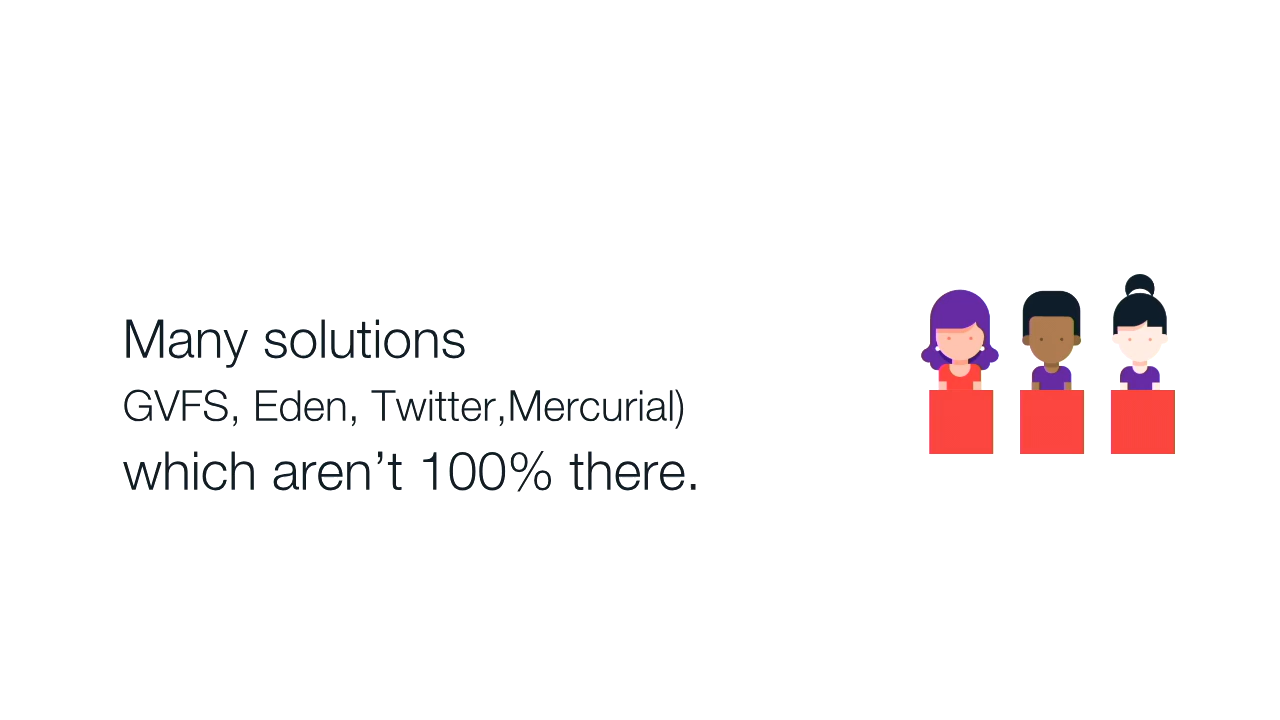 Many solutions
GVFS, Eden, Twitter,Mercurial)
which aren’t 100% there.